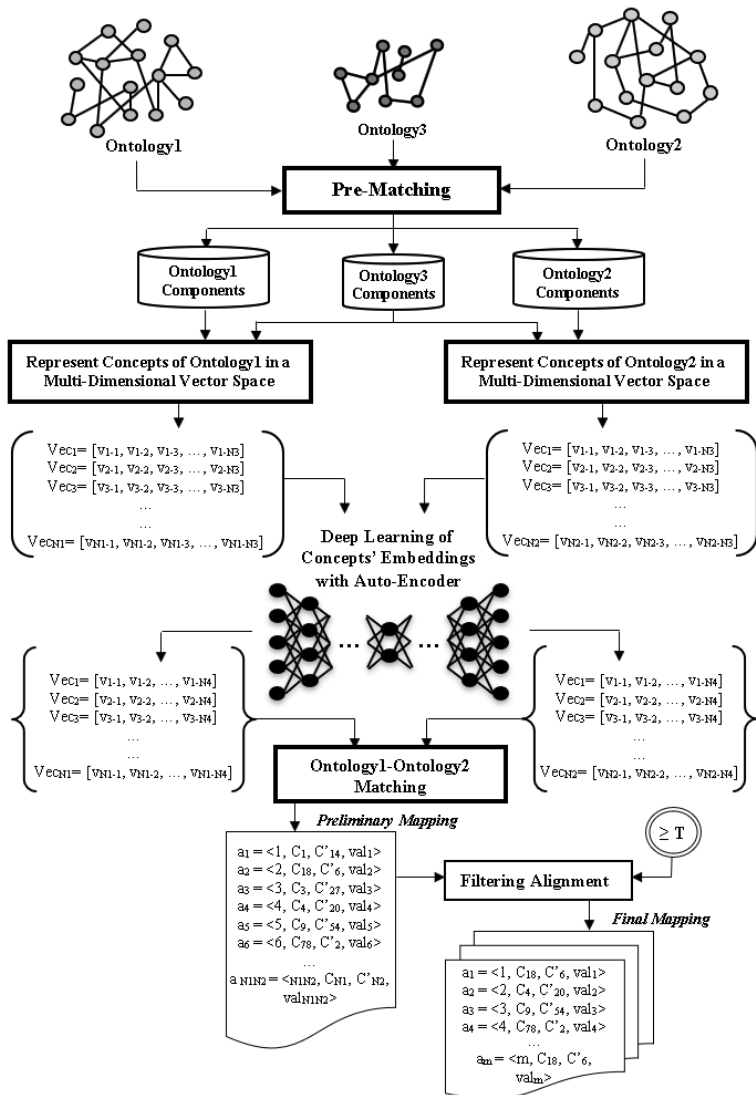 Ontology1
Ontology3
Ontology2
Pre-Matching
Ontology1
Components
Ontology3
Components
Ontology2
Components
Represent Concepts of Ontology1 in a
Multi-Dimensional Vector Space
Represent Concepts of Ontology2 in a
Multi-Dimensional Vector Space
Vec1= [v1-1, v1-2, v1-3, ..., v1-N3]
Vec2= [v2-1, v2-2, v2-3, ..., v2-N3]
Vec3= [v3-1, v3-2, v3-3, ..., v3-N3]
...
...
VecN1= [vN1-1, vN1-2, vN1-3, ..., vN1-N3]
Vec1= [v1-1, v1-2, v1-3, ..., v1-N3]
Vec2= [v2-1, v2-2, v2-3, ..., v2-N3]
Vec3= [v3-1, v3-2, v3-3, ..., v3-N3]
...
...
VecN2= [vN2-1, vN2-2, vN2-3, ..., vN2-N3]
Deep Learning of
Concepts' Embeddings
with Auto-Encoder
... ...
Vec1= [v1-1, v1-2, ..., v1-N4]
Vec2= [v2-1, v2-2, ..., v2-N4]
Vec3= [v3-1, v3-2, ..., v3-N4]
...
...
VecN1= [vN1-1, vN1-2, ..., vN1-N4]
Vec1= [v1-1, v1-2, ..., v1-N4]
Vec2= [v2-1, v2-2, ..., v2-N4]
Vec3= [v3-1, v3-2, ..., v3-N4]
...
...
VecN2= [vN2-1, vN2-2, ..., vN2-N4]
Ontology1-Ontology2
Matching
Preliminary Mapping
a1 = <1, C1, C'14, val1>
a2 = <2, C18, C'6, val2>
a3 = <3, C3, C'27, val3>
a4 = <4, C4, C'20, val4>
a5 = <5, C9, C'54, val5>
a6 = <6, C78, C'2, val6>
...
a N1N2 = <N1N2, CN1, C'N2,
valN1N2>
≥ T
Filtering Alignment
Final Mapping
a1 = <1, C18, C'6, val1>
a2 = <2, C4, C'20, val2>
a3 = <3, C9, C'54, val3>
a4 = <4, C78, C'2, val4>
...
am = <m, C18, C'6,
valm>